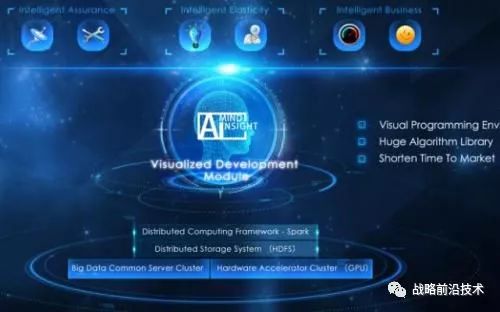 Intelligent Assurance
Intelligent Elasticity
Intelligent Business
AI MIND INSIGHT
Visualized Development
Module
Visual Programming Env
Huge Algorithm Library
Shorten Time To Market
Distributed Computing Framework - Spark
Distributed Storage System （HDFS）
Big Data Common Server Cluster
Hardware Accelerator Cluster （GPU）
战略前沿技术